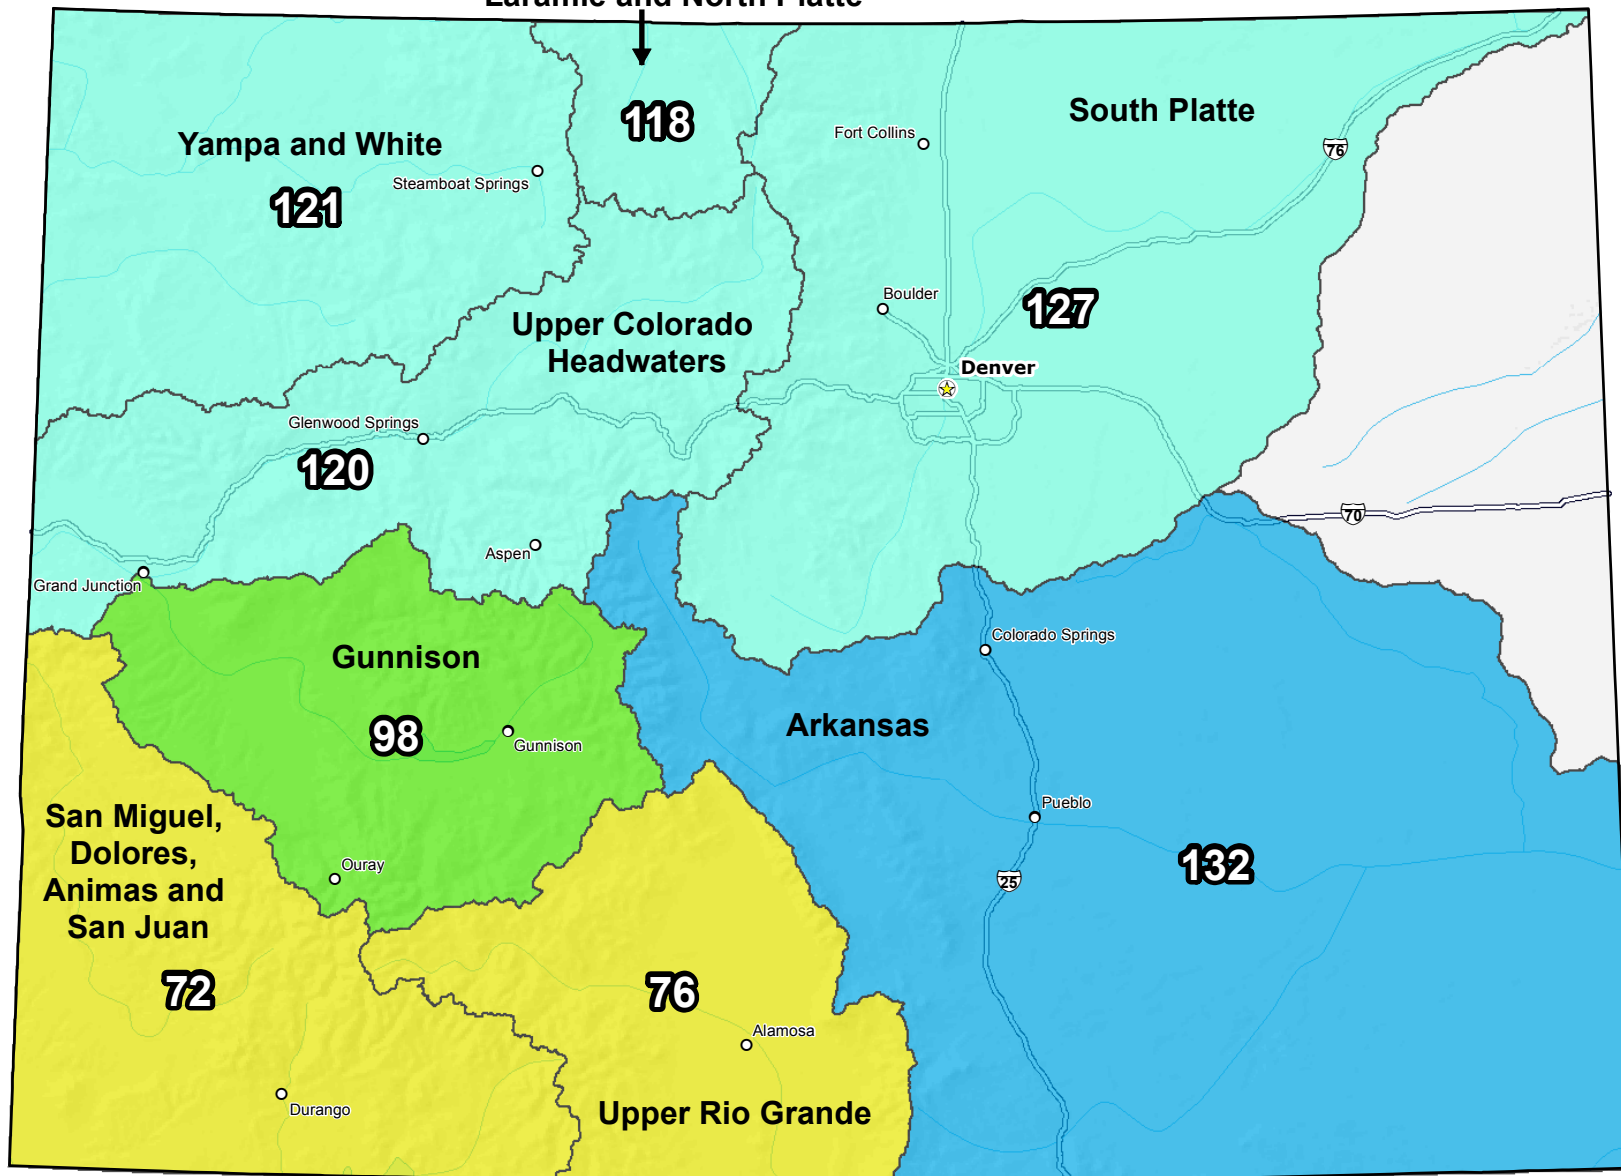 Laramie and North Platte
118
Yampa and White
121
Steamboat Springs
Fort Collins
South Platte
76
Boulder
127
Upper Colorado
Headwaters
Denver
Glenwood Springs
120
70
Aspen
Grand Junction
Gunnison
98
Gunnison
Colorado Springs
Arkansas
Pueblo
132
25
San Miguel,
Dolores,
Animas and
San Juan
72
Ouray
76
Alamosa
Durango
Upper Rio Grande